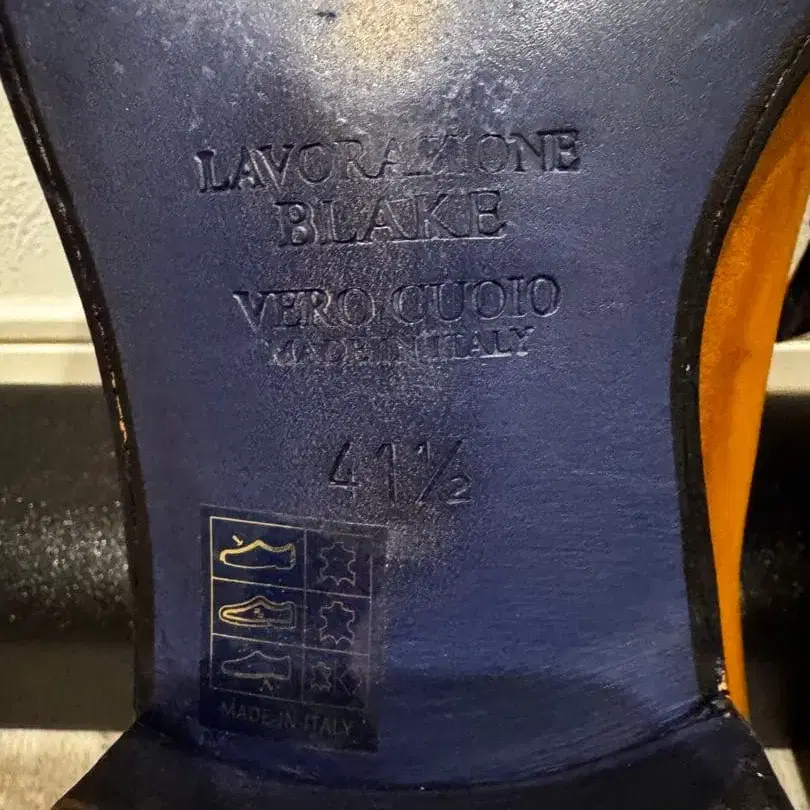 LAVORAZIONE
BLAKE
VERO CUOIO
MADE IN ITALY
41½
MADE IN ITALY